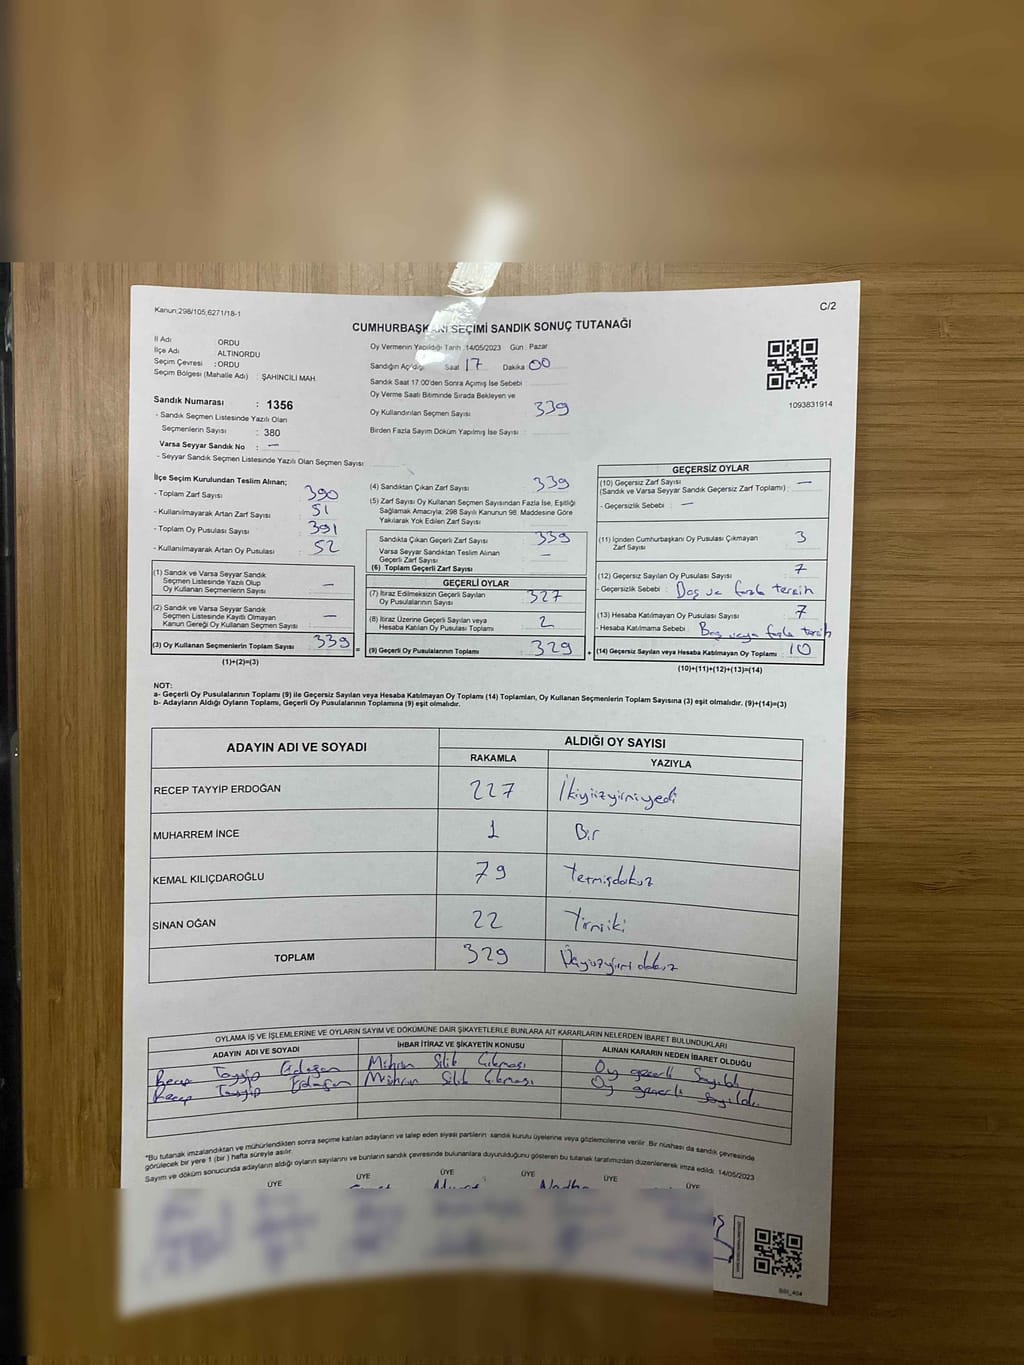 Kanun:298/105;6271/18-1
C/2
CUMHURBAŞKANI SEÇİMİ SANDIK SONUÇ TUTANAĞI
İl Adı : ORDU
İlçe Adı : ALTINORDU
Seçim Çevresi : ORDU
Seçim Bölgesi (Mahalle Adı) : ŞAHİNCİLİ MAH.
Sandık Numarası : 1356
- Sandık Seçmen Listesinde Yazılı Olan
Seçmenlerin Sayısı : 380
Varsa Seyyar Sandık No : —
- Seyyar Sandık Seçmen Listesinde Yazılı Olan Seçmen Sayısı :
Oy Vermenin Yapıldığı Tarih :14/05/2023 Gün : Pazar
Sandığın Açıldığı Saat 17 Dakika 00
Sandık Saat 17:00'den Sonra Açımış İse Sebebi
Oy Verme Saati Bitiminde Sırada Bekleyen ve
Oy Kullandırılan Seçmen Sayısı 339
Birden Fazla Sayım Döküm Yapılmış İse Sayısı :
1093831914
İlçe Seçim Kurulundan Teslim Alınan;
- Toplam Zarf Sayısı : 390
- Kullanılmayarak Artan Zarf Sayısı : 51
- Toplam Oy Pusulası Sayısı : 391
- Kullanılmayarak Artan Oy Pusulası : 52
(1) Sandık ve Varsa Seyyar Sandık
Seçmen Listesinde Yazılı Olup
Oy Kullanan Seçmenlerin Sayısı : —
(2) Sandık ve Varsa Seyyar Sandık
Seçmen Listesinde Kayıtlı Olmayan
Kanun Gereği Oy Kullanan Seçmen Sayısı : —
(3) Oy Kullanan Seçmenlerin Toplam Sayısı : 339
(1)+(2)=(3)
(4) Sandıktan Çıkan Zarf Sayısı : 339
(5) Zarf Sayısı Oy Kullanan Seçmen Sayısından Fazla İse, Eşitliği
Sağlamak Amacıyla; 298 Sayılı Kanunun 98. Maddesine Göre
Yakılarak Yok Edilen Zarf Sayısı :
Sandıkta Çıkan Geçerli Zarf Sayısı : 339
Varsa Seyyar Sandıktan Teslim Alınan
Geçerli Zarf Sayısı : —
(6) Toplam Geçerli Zarf Sayısı
GEÇERLİ OYLAR
(7) İtiraz Edilmeksizin Geçerli Sayılan
Oy Pusulalarının Sayısı : 327
(8) İtiraz Üzerine Geçerli Sayılan veya
Hesaba Katılan Oy Pusulası Toplamı : 2
(9) Geçerli Oy Pusulalarının Toplamı : 329
GEÇERSİZ OYLAR
(10) Geçersiz Zarf Sayısı
(Sandık ve Varsa Seyyar Sandık Geçersiz Zarf Toplamı) : —
- Geçersizlik Sebebi : —
(11) İçinden Cumhurbaşkanı Oy Pusulası Çıkmayan
Zarf Sayısı : 3
(12) Geçersiz Sayılan Oy Pusulası Sayısı : 7
- Geçersizlik Sebebi : Boş ve fazla tercih
(13) Hesaba Katılmayan Oy Pusulası Sayısı : 7
- Hesaba Katılmama Sebebi : Boş veya fazla tercih
(14) Geçersiz Sayılan veya Hesaba Katılmayan Oy Toplamı : 10
(10)+(11)+(12)+(13)=(14)
NOT:
a- Geçerli Oy Pusulalarının Toplamı (9) ile Geçersiz Sayılan veya Hesaba Katılmayan Oy Toplamı (14) Toplamları, Oy Kullanan Seçmenlerin Toplam Sayısına (3) eşit olmalıdır. (9)+(14)=(3)
b- Adayların Aldığı Oyların Toplamı, Geçerli Oy Pusulalarının Toplamına (9) eşit olmalıdır.
ADAYIN ADI VE SOYADI ALDIĞI OY SAYISI
RAKAMLA YAZIYLA
RECEP TAYYİP ERDOĞAN 227 İkiyüzyirmiyedi
MUHARREM İNCE 1 Bir
KEMAL KILIÇDAROĞLU 79 Yetmişdokuz
SİNAN OĞAN 22 Yirmiiki
TOPLAM 329 Üçyüzyirmidokuz
OYLAMA İŞ VE İŞLEMLERİNE VE OYLARIN SAYIM VE DÖKÜMÜNE DAİR ŞİKAYETLERLE BUNLARA AİT KARARLARIN NELERDEN İBARET BULUNDUKLARI
ADAYIN ADI VE SOYADI İHBAR İTİRAZ VE ŞİKAYETİN KONUSU ALINAN KARARIN NEDEN İBARET OLDUĞU
Recep Tayyip Erdoğan Mührün Silik Çıkması Oy geçerli Sayıldı
Recep Tayyip Erdoğan Mührün Silik Çıkması Oy geçerli Sayıldı.
"Bu tutanak imzalandıktan ve mühürlendikten sonra seçime katılan adayların ve talep eden siyasi partilerin sandık kurulu üyelerine veya gözlemcilerine verilir. Bir nüshası da sandık çevresinde
görülecek bir yere 1 (bir ) hafta süreyle asılır.
Sayım ve döküm sonucunda adayların aldığı oyların sayılarını ve bunların sandık çevresinde bulunanlara duyurulduğunu gösteren bu tutanak tarafımızdan düzenlenerek imza edildi. 14/05/2023
ÜYE ÜYE ÜYE ÜYE ÜYE ÜYE